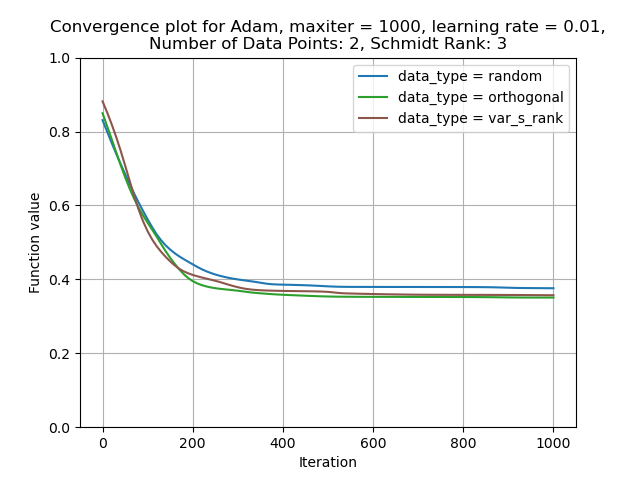 Convergence plot for Adam, maxiter = 1000, learning rate = 0.01,
Number of Data Points: 2, Schmidt Rank: 3
data_type = random
data_type = orthogonal
data_type = var_s_rank
Function value
1.0
0.8
0.6
0.4
0.2
0.0
0 200 400 600 800 1000
Iteration